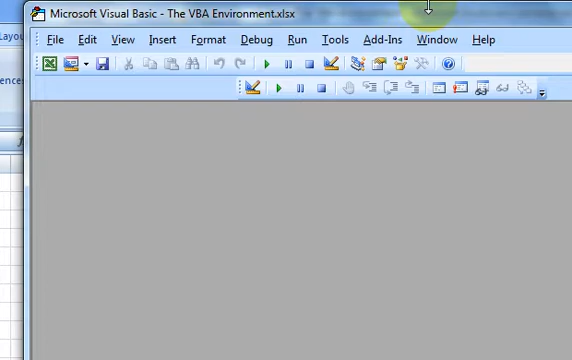 Microsoft Visual Basic - The VBA Environment.xlsx
File Edit View Insert Format Debug Run Tools Add-Ins Window Help